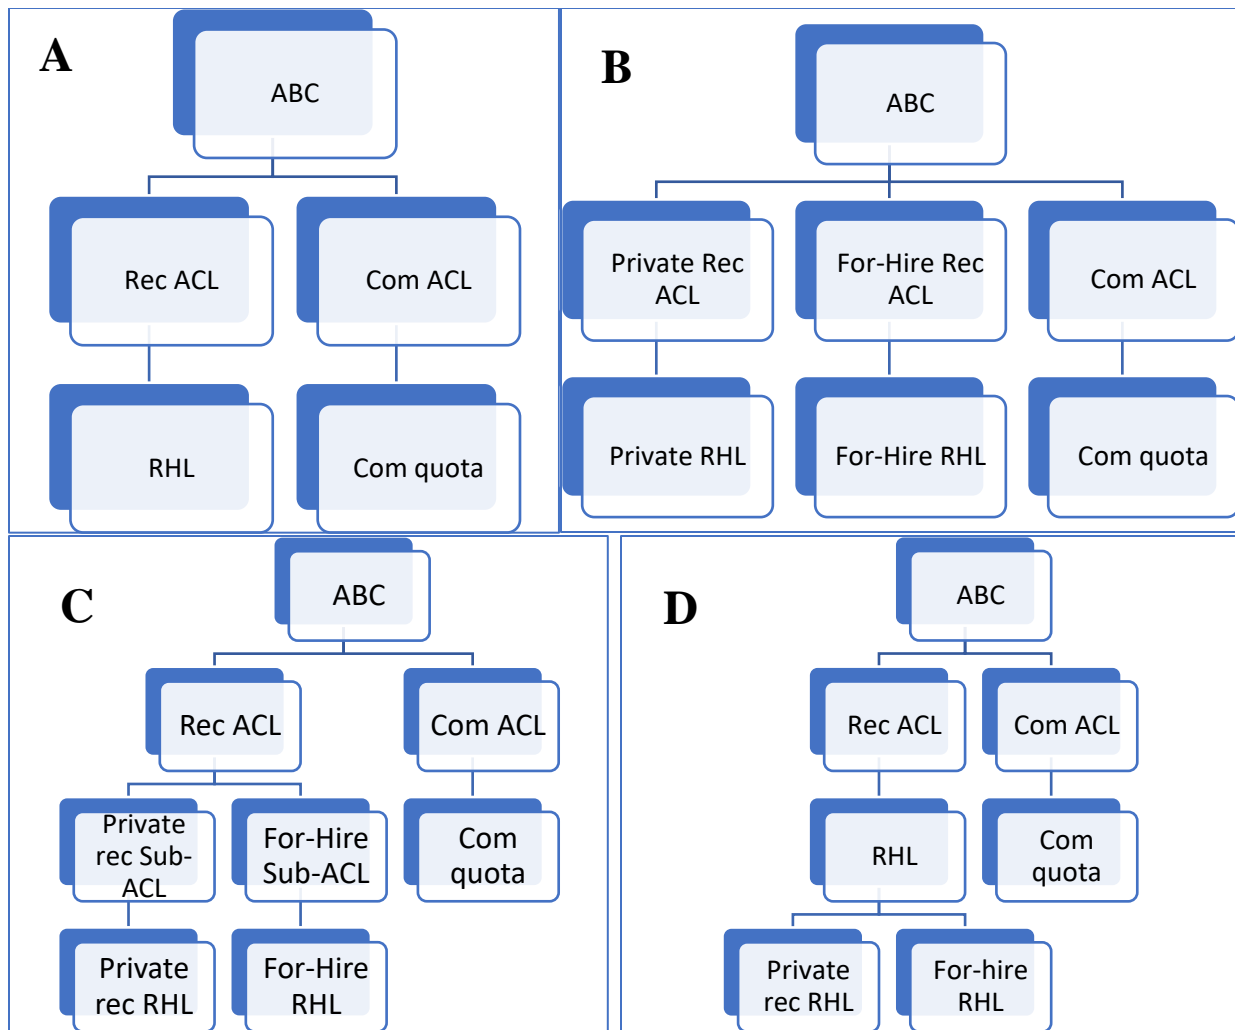 A
ABC
Rec ACL
Com ACL
RHL
Com quota
B
ABC
Private Rec
ACL
For-Hire Rec
ACL
Com ACL
Private RHL
For-Hire RHL
Com quota
C
ABC
Rec ACL
Com ACL
Private
rec Sub-
ACL
For-Hire
Sub-ACL
Com
quota
Private
rec RHL
For-Hire
RHL
D
ABC
Rec ACL
Com ACL
RHL
Com
quota
Private
rec RHL
For-hire
RHL